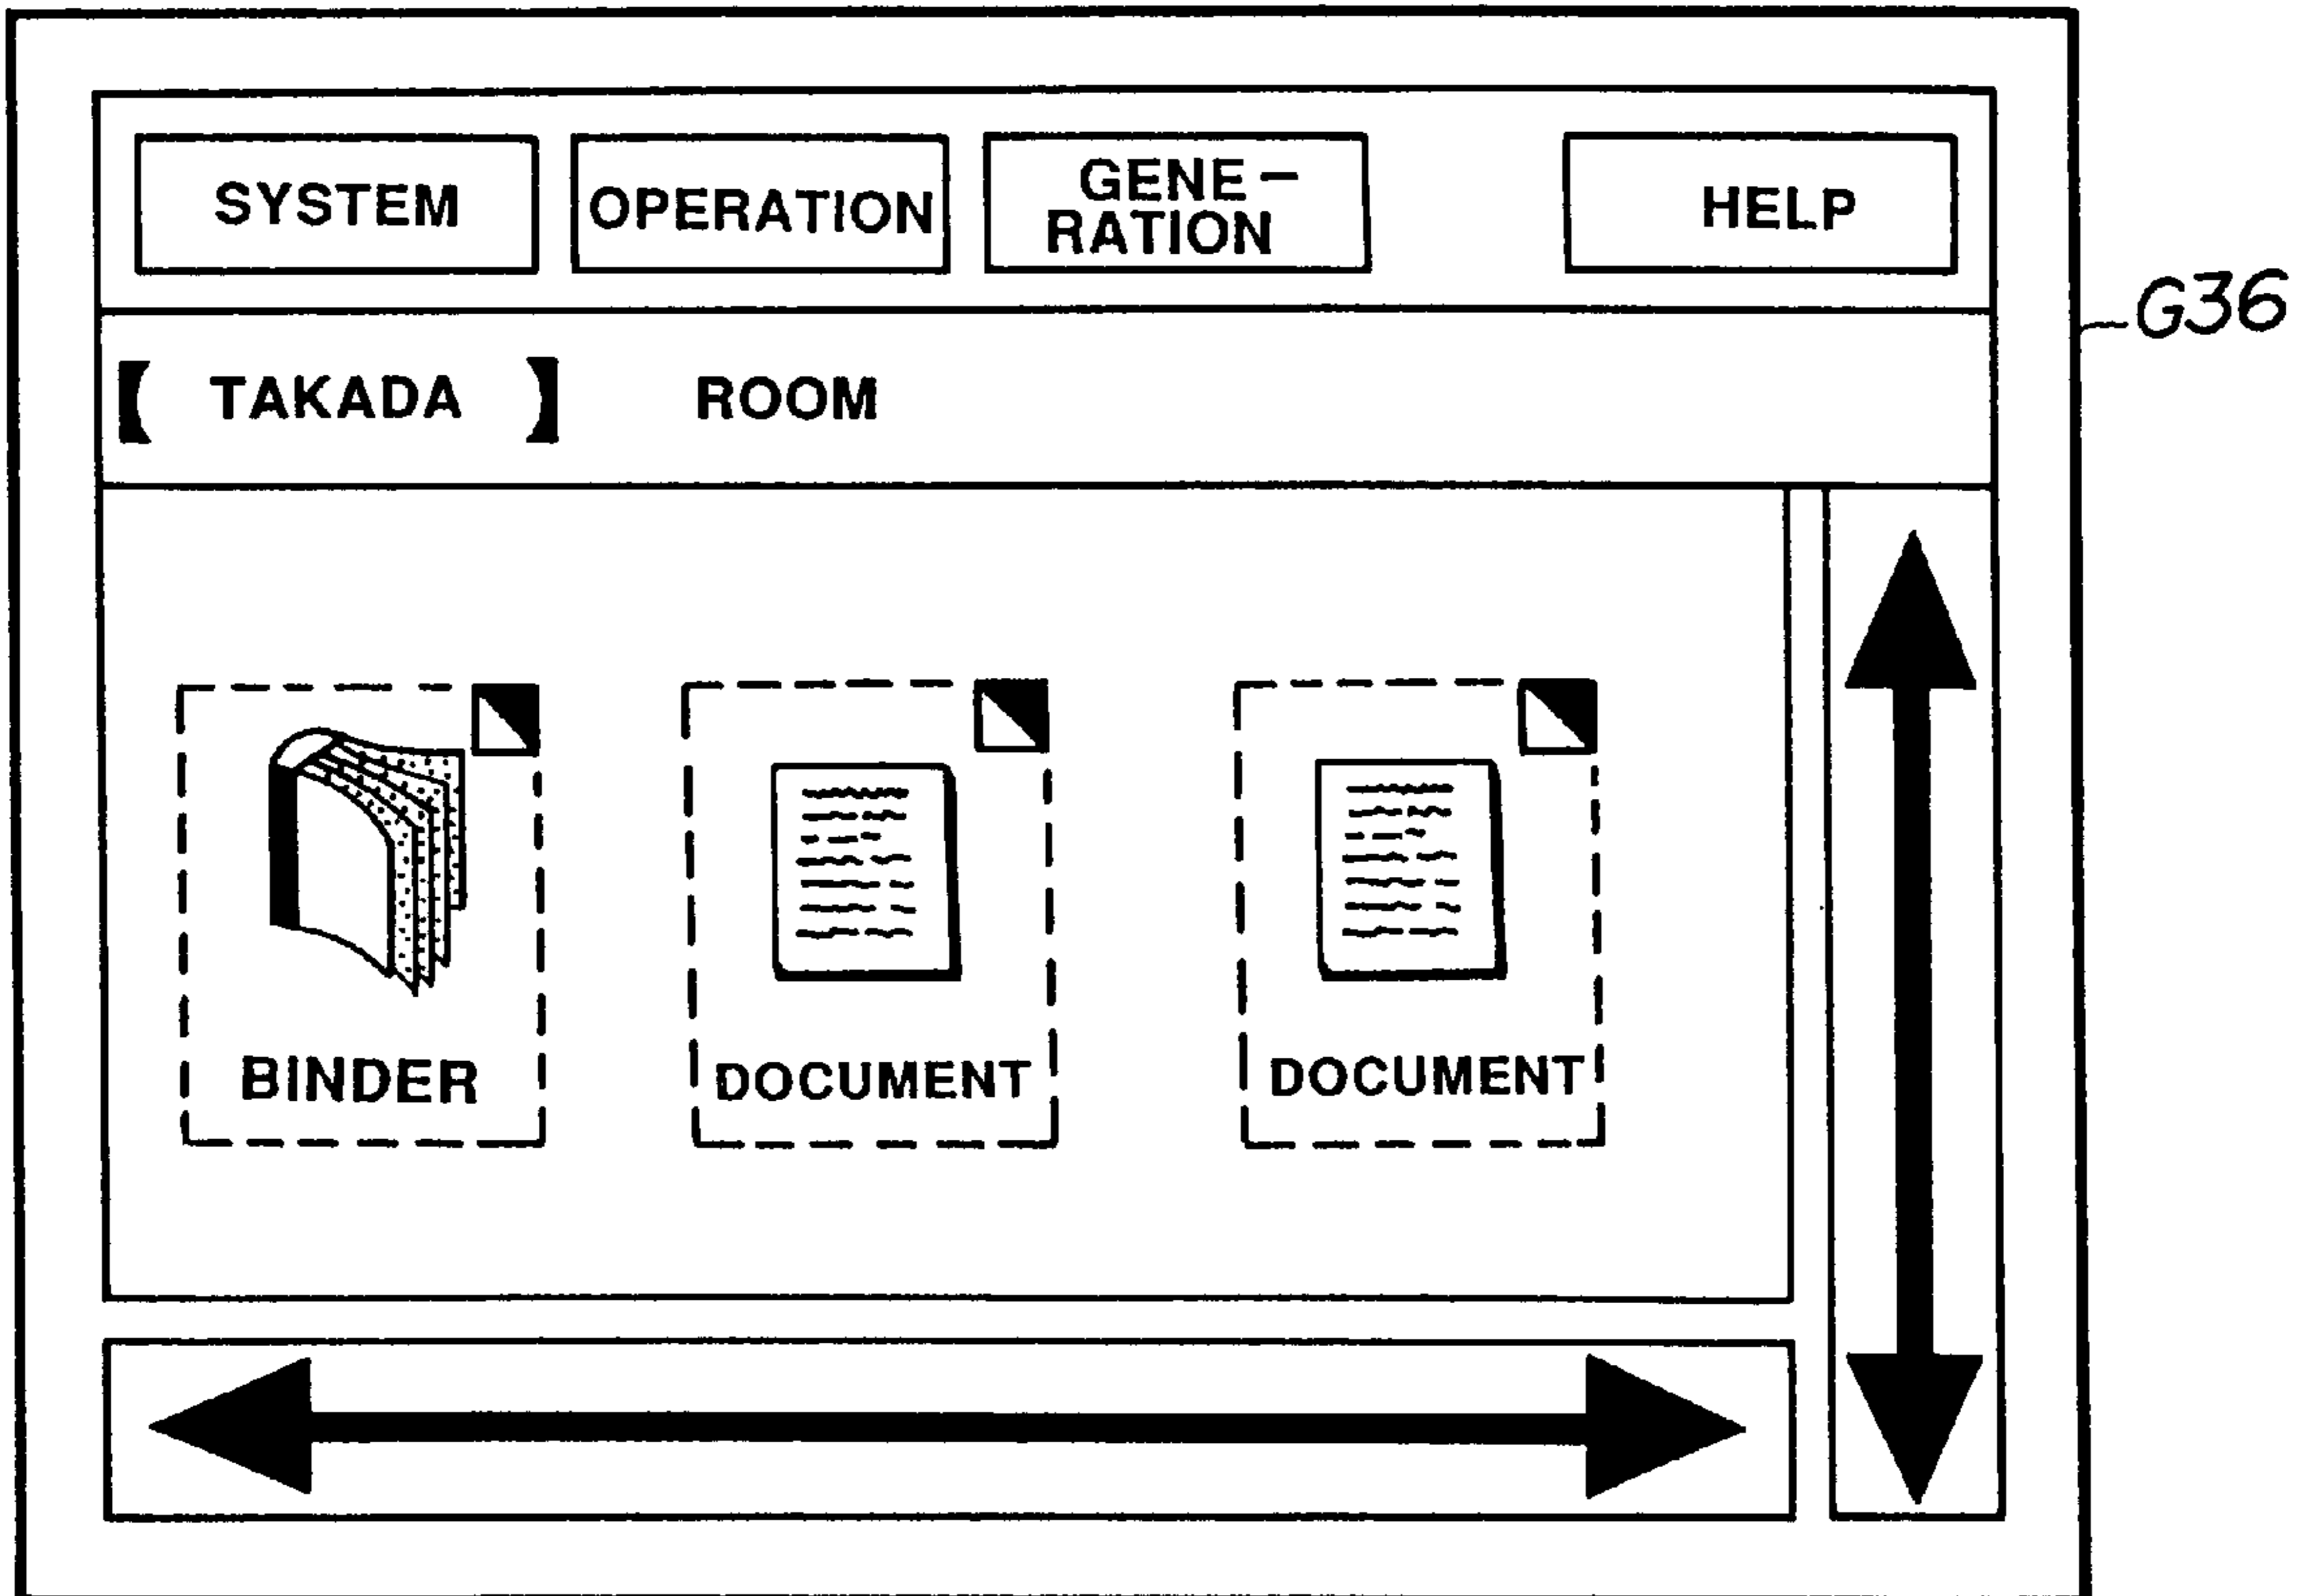 SYSTEM
OPERATION
GENE-
RATION
HELP
G36
【 TAKADA 】 ROOM
BINDER
DOCUMENT
DOCUMENT